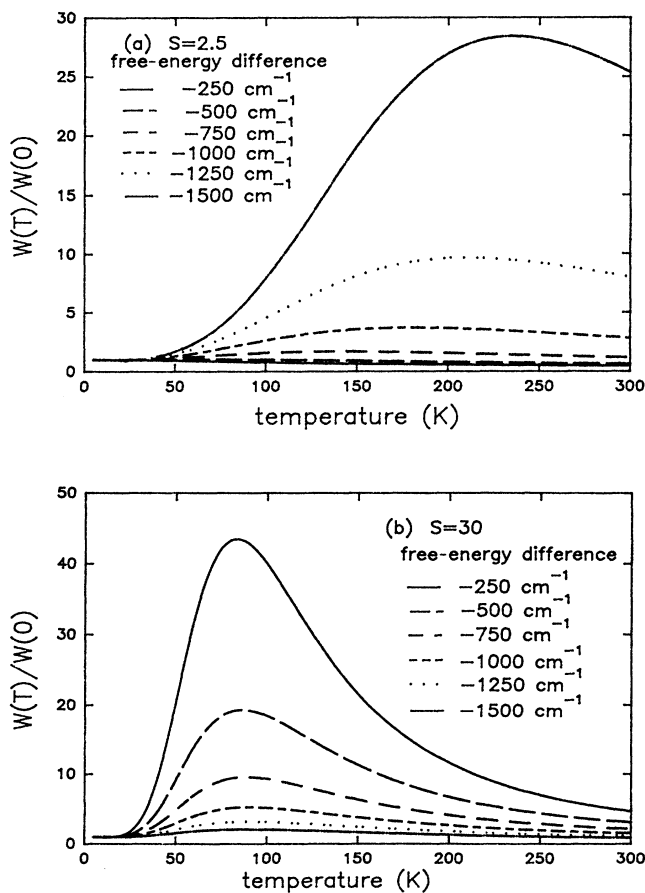 (a) S=2.5
free-energy difference
−250 cm⁻¹
−500 cm⁻¹
−750 cm⁻¹
−1000 cm⁻¹
−1250 cm⁻¹
−1500 cm⁻¹
W(T)/W(0)
30
25
20
15
10
5
0
0 50 100 150 200 250 300
temperature (K)
(b) S=30
free-energy difference
−250 cm⁻¹
−500 cm⁻¹
−750 cm⁻¹
−1000 cm⁻¹
−1250 cm⁻¹
−1500 cm⁻¹
W(T)/W(0)
50
40
30
20
10
0
0 50 100 150 200 250 300
temperature (K)